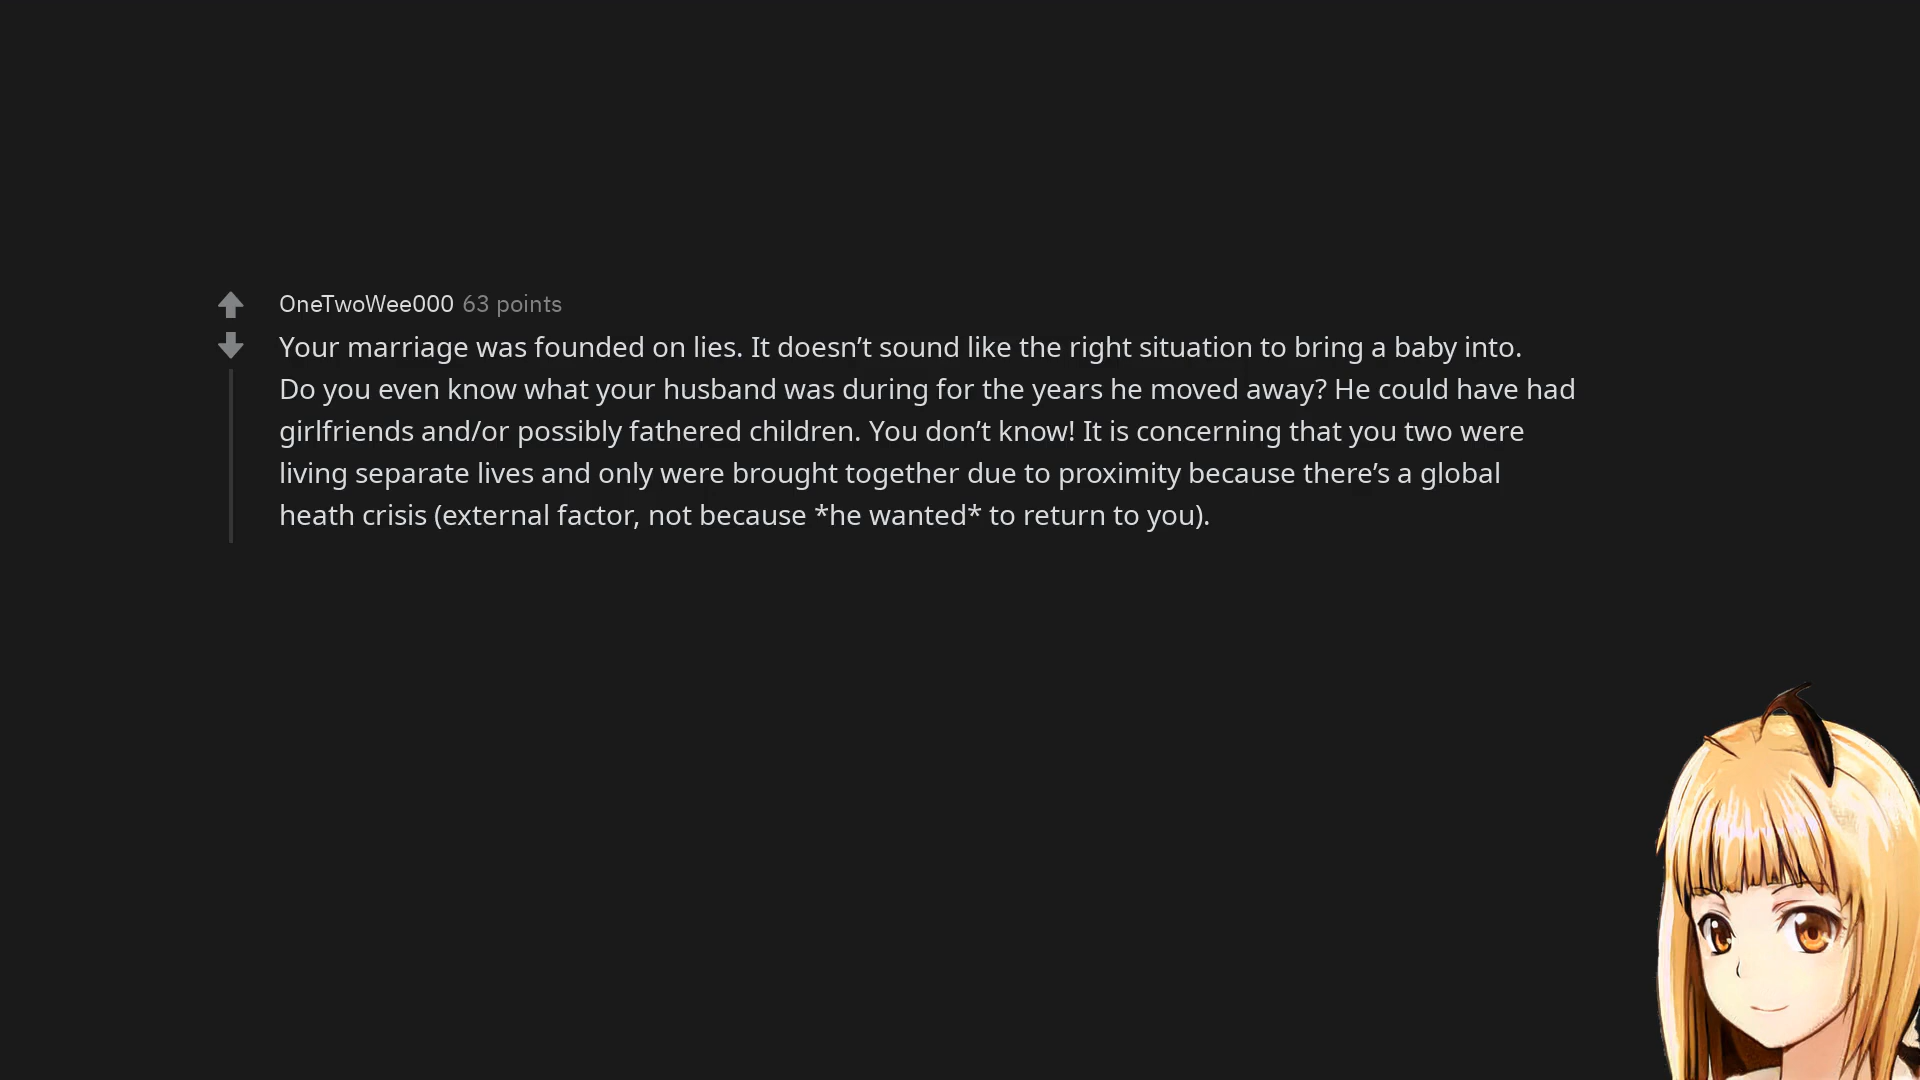 OneTwoWee000 63 points
Your marriage was founded on lies. It doesn’t sound like the right situation to bring a baby into.
Do you even know what your husband was during for the years he moved away? He could have had
girlfriends and/or possibly fathered children. You don’t know! It is concerning that you two were
living separate lives and only were brought together due to proximity because there’s a global
heath crisis (external factor, not because *he wanted* to return to you).